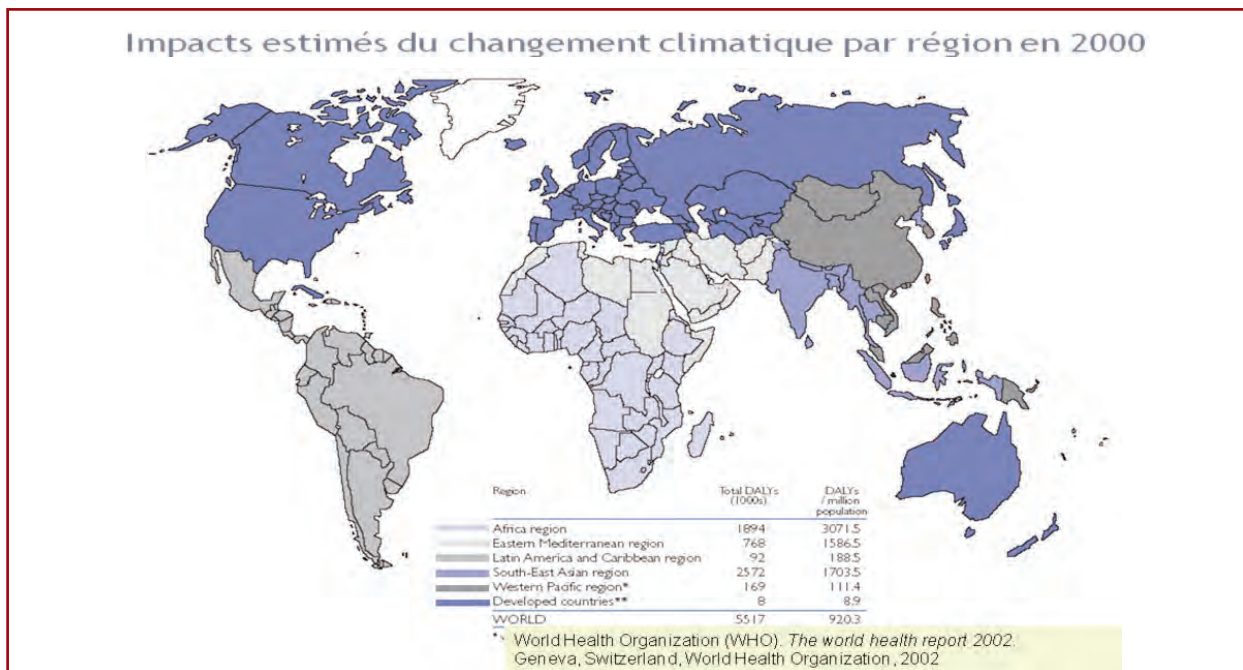 Impacts estimés du changement climatique par région en 2000
Region Total DALYs (1000s) DALYs / million population
Africa region 1894 3071.5
Eastern Mediterranean region 768 1586.5
Latin America and Caribbean region 92 188.5
South-East Asian region 2572 1703.5
Western Pacific region* 169 111.4
Developed countries** 8 8.9
WORLD 5517 920.3
World Health Organization (WHO). The world health report 2002.
Geneva, Switzerland, World Health Organization, 2002